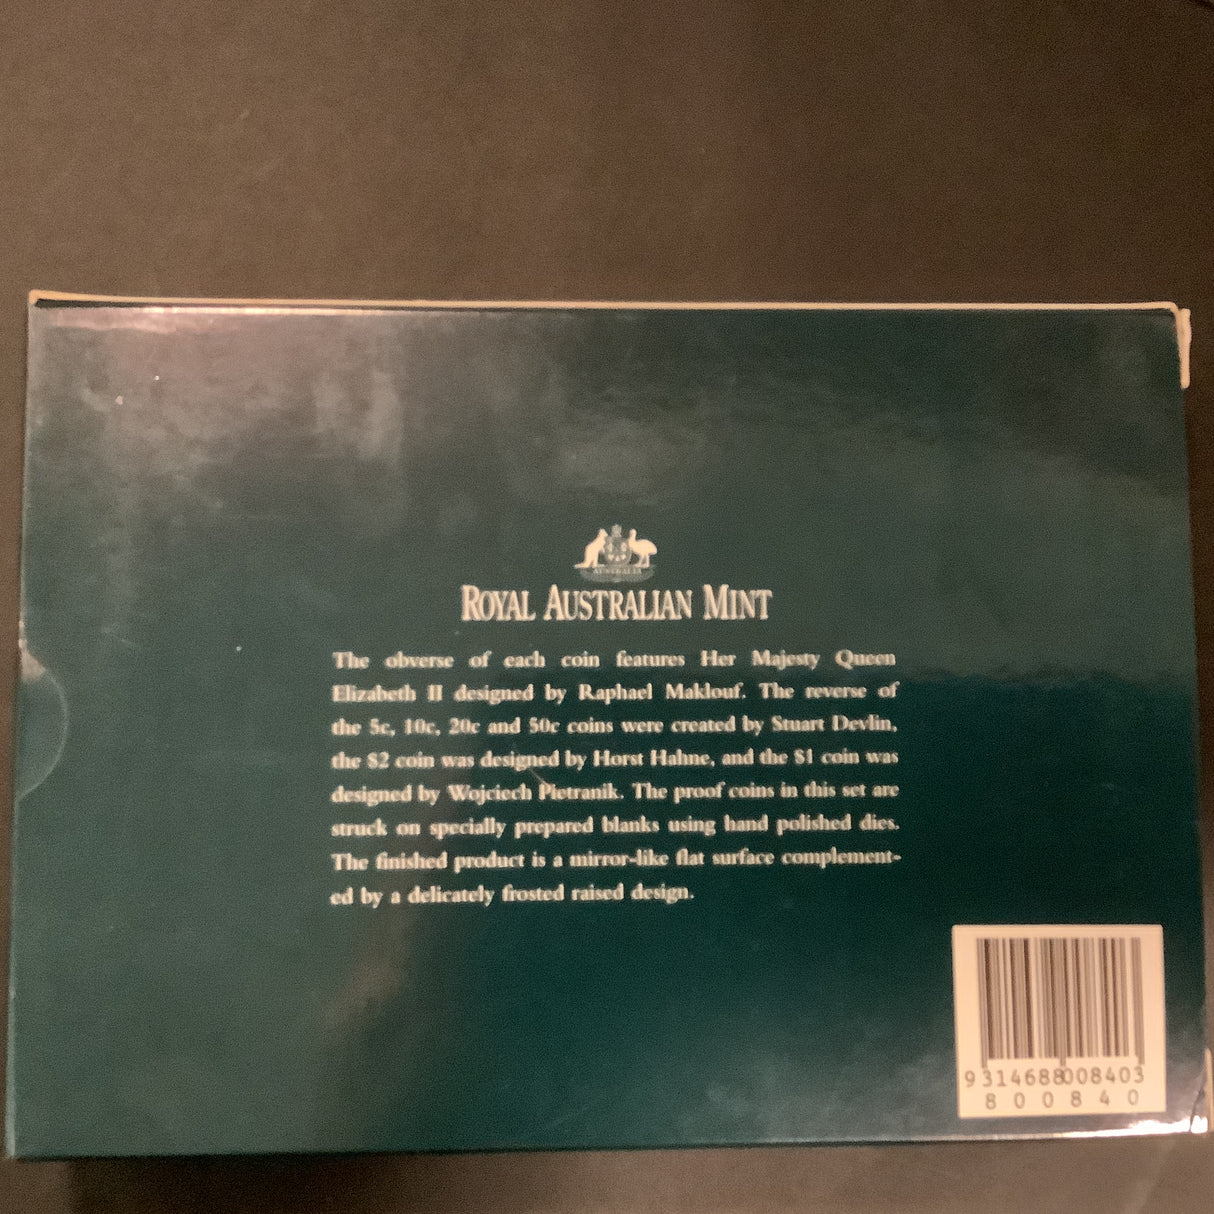 AUSTRALIA
ROYAL AUSTRALIAN MINT
The obverse of each coin features Her Majesty Queen
Elizabeth II designed by Raphael Maklouf. The reverse of
the 5c, 10c, 20c and 50c coins were created by Stuart Devlin,
the $2 coin was designed by Horst Hahne, and the $1 coin was
designed by Wojciech Pietranik. The proof coins in this set are
struck on specially prepared blanks using hand polished dies.
The finished product is a mirror-like flat surface complement-
ed by a delicately frosted raised design.
9 314688 008403
800840